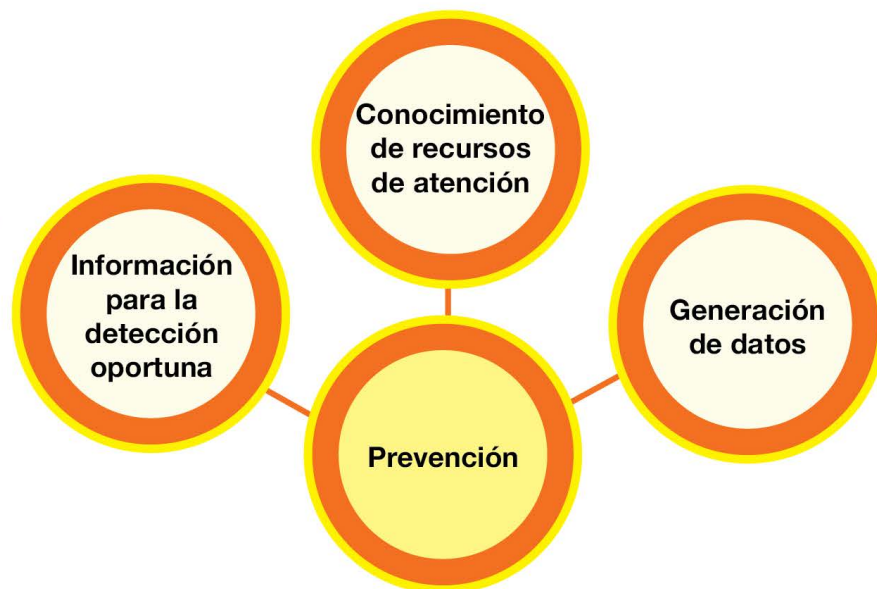 Conocimiento
de recursos
de atención
Información
para la
detección
oportuna
Generación
de datos
Prevención